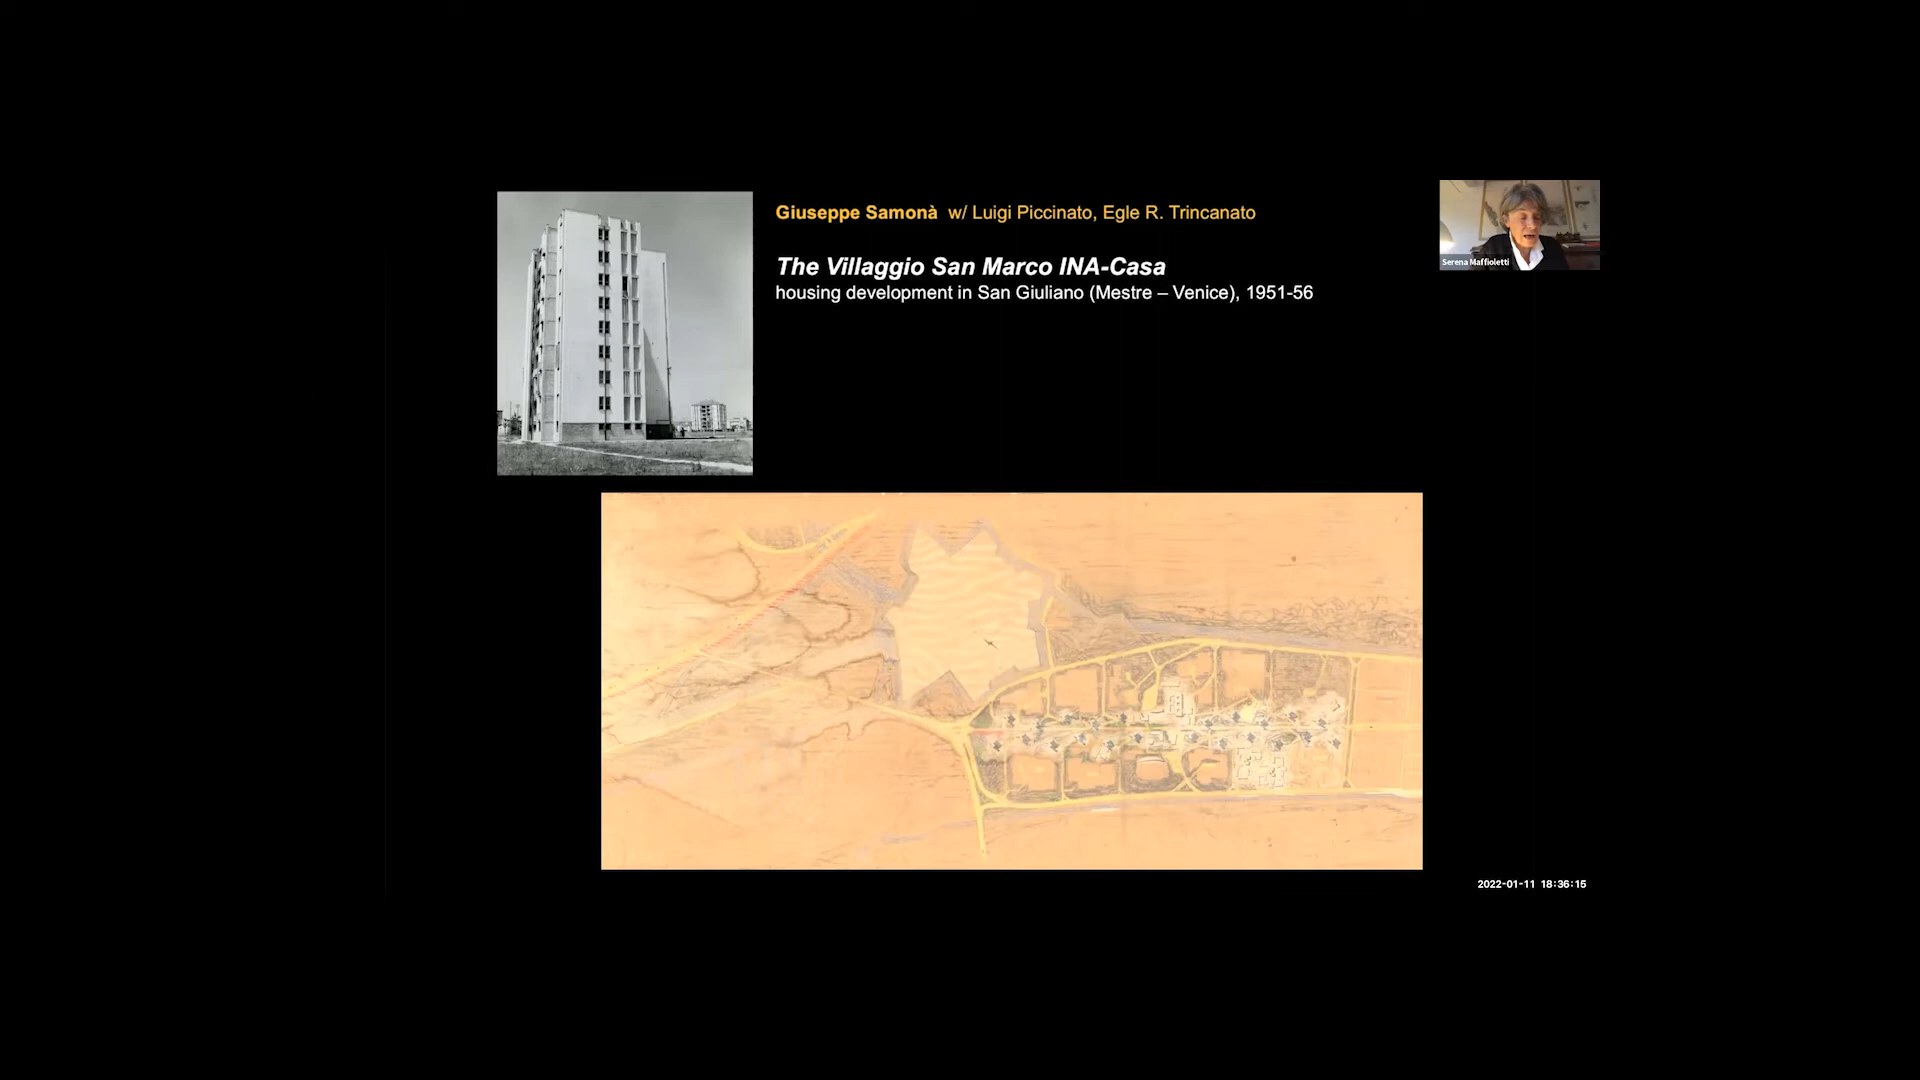 Giuseppe Samonà w/ Luigi Piccinato, Egle R. Trincanato
The Villaggio San Marco INA-Casa
housing development in San Giuliano (Mestre – Venice), 1951-56
Serena Maffioletti
2022-01-11 18:36:15